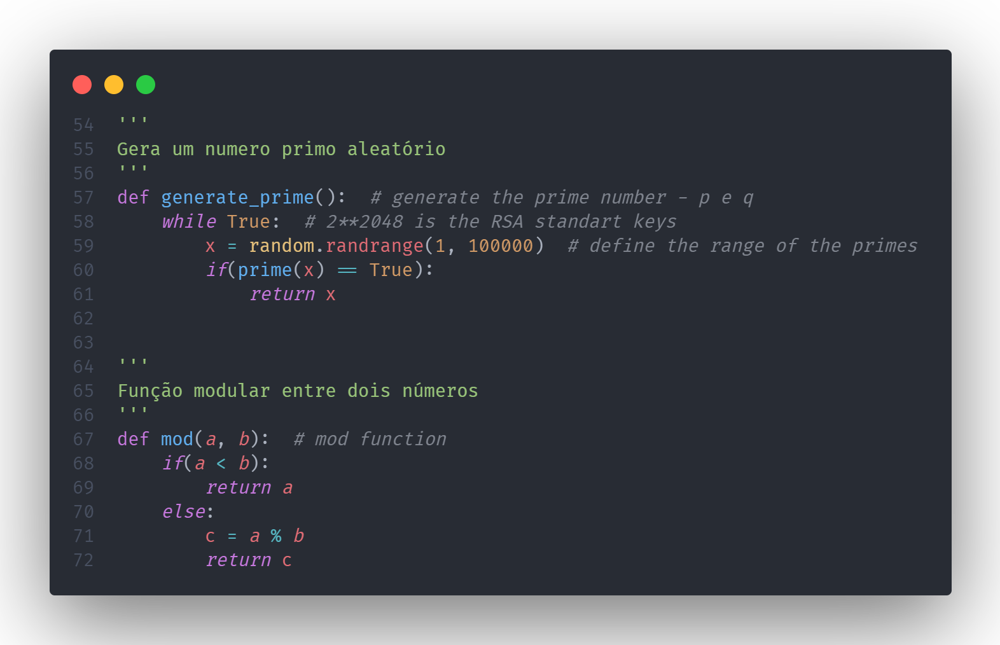 54 '''
55 Gera um numero primo aleatório
56 '''
57 def generate_prime():  # generate the prime number - p e q
58     while True:  # 2**2048 is the RSA standart keys
59         x = random.randrange(1, 100000)  # define the range of the primes
60         if(prime(x) == True):
61             return x
62
63
64 '''
65 Função modular entre dois números
66 '''
67 def mod(a, b):  # mod function
68     if(a < b):
69         return a
70     else:
71         c = a % b
72         return c